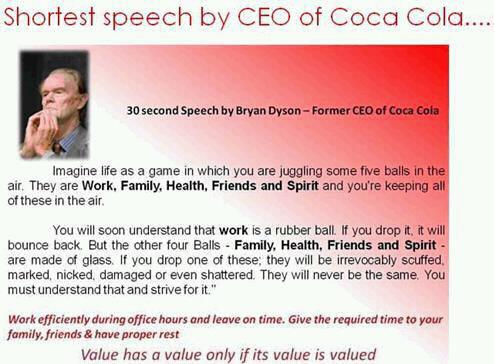 Shortest speech by CEO of Coca Cola....
30 second Speech by Bryan Dyson – Former CEO of Coca Cola
Imagine life as a game in which you are juggling some five balls in the
air. They are Work, Family, Health, Friends and Spirit and you're keeping all
of these in the air.
You will soon understand that work is a rubber ball. If you drop it, it will
bounce back. But the other four Balls - Family, Health, Friends and Spirit -
are made of glass. If you drop one of these; they will be irrevocably scuffed,
marked, nicked, damaged or even shattered. They will never be the same. You
must understand that and strive for it."
Work efficiently during office hours and leave on time. Give the required time to your
family, friends & have proper rest
Value has a value only if its value is valued